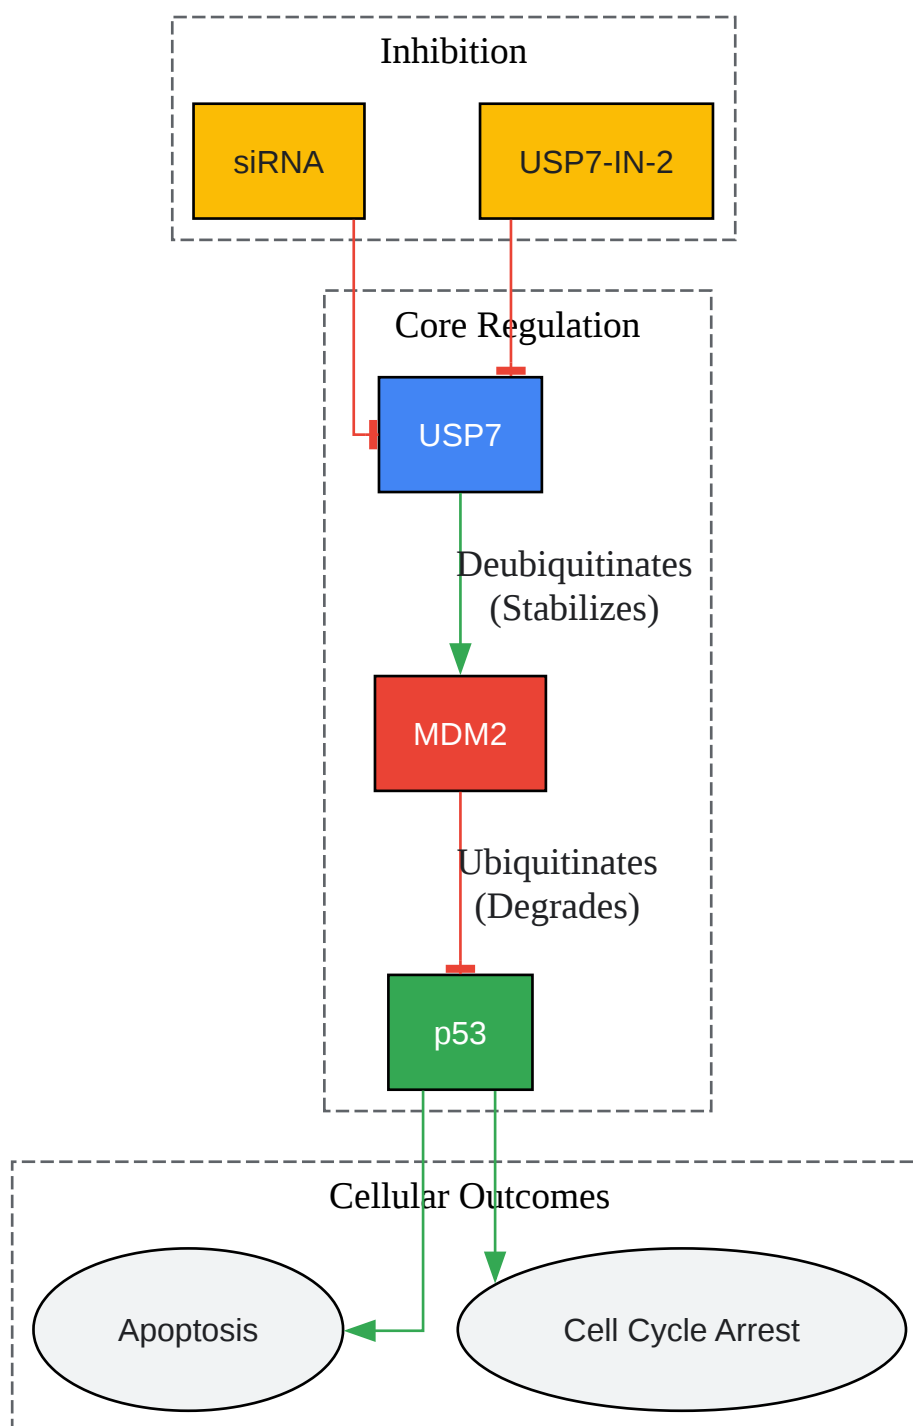 Inhibition
siRNA
USP7-IN-2
Core Regulation
USP7
Deubiquitinates
(Stabilizes)
MDM2
Ubiquitinates
(Degrades)
p53
Cellular Outcomes
Apoptosis
Cell Cycle Arrest